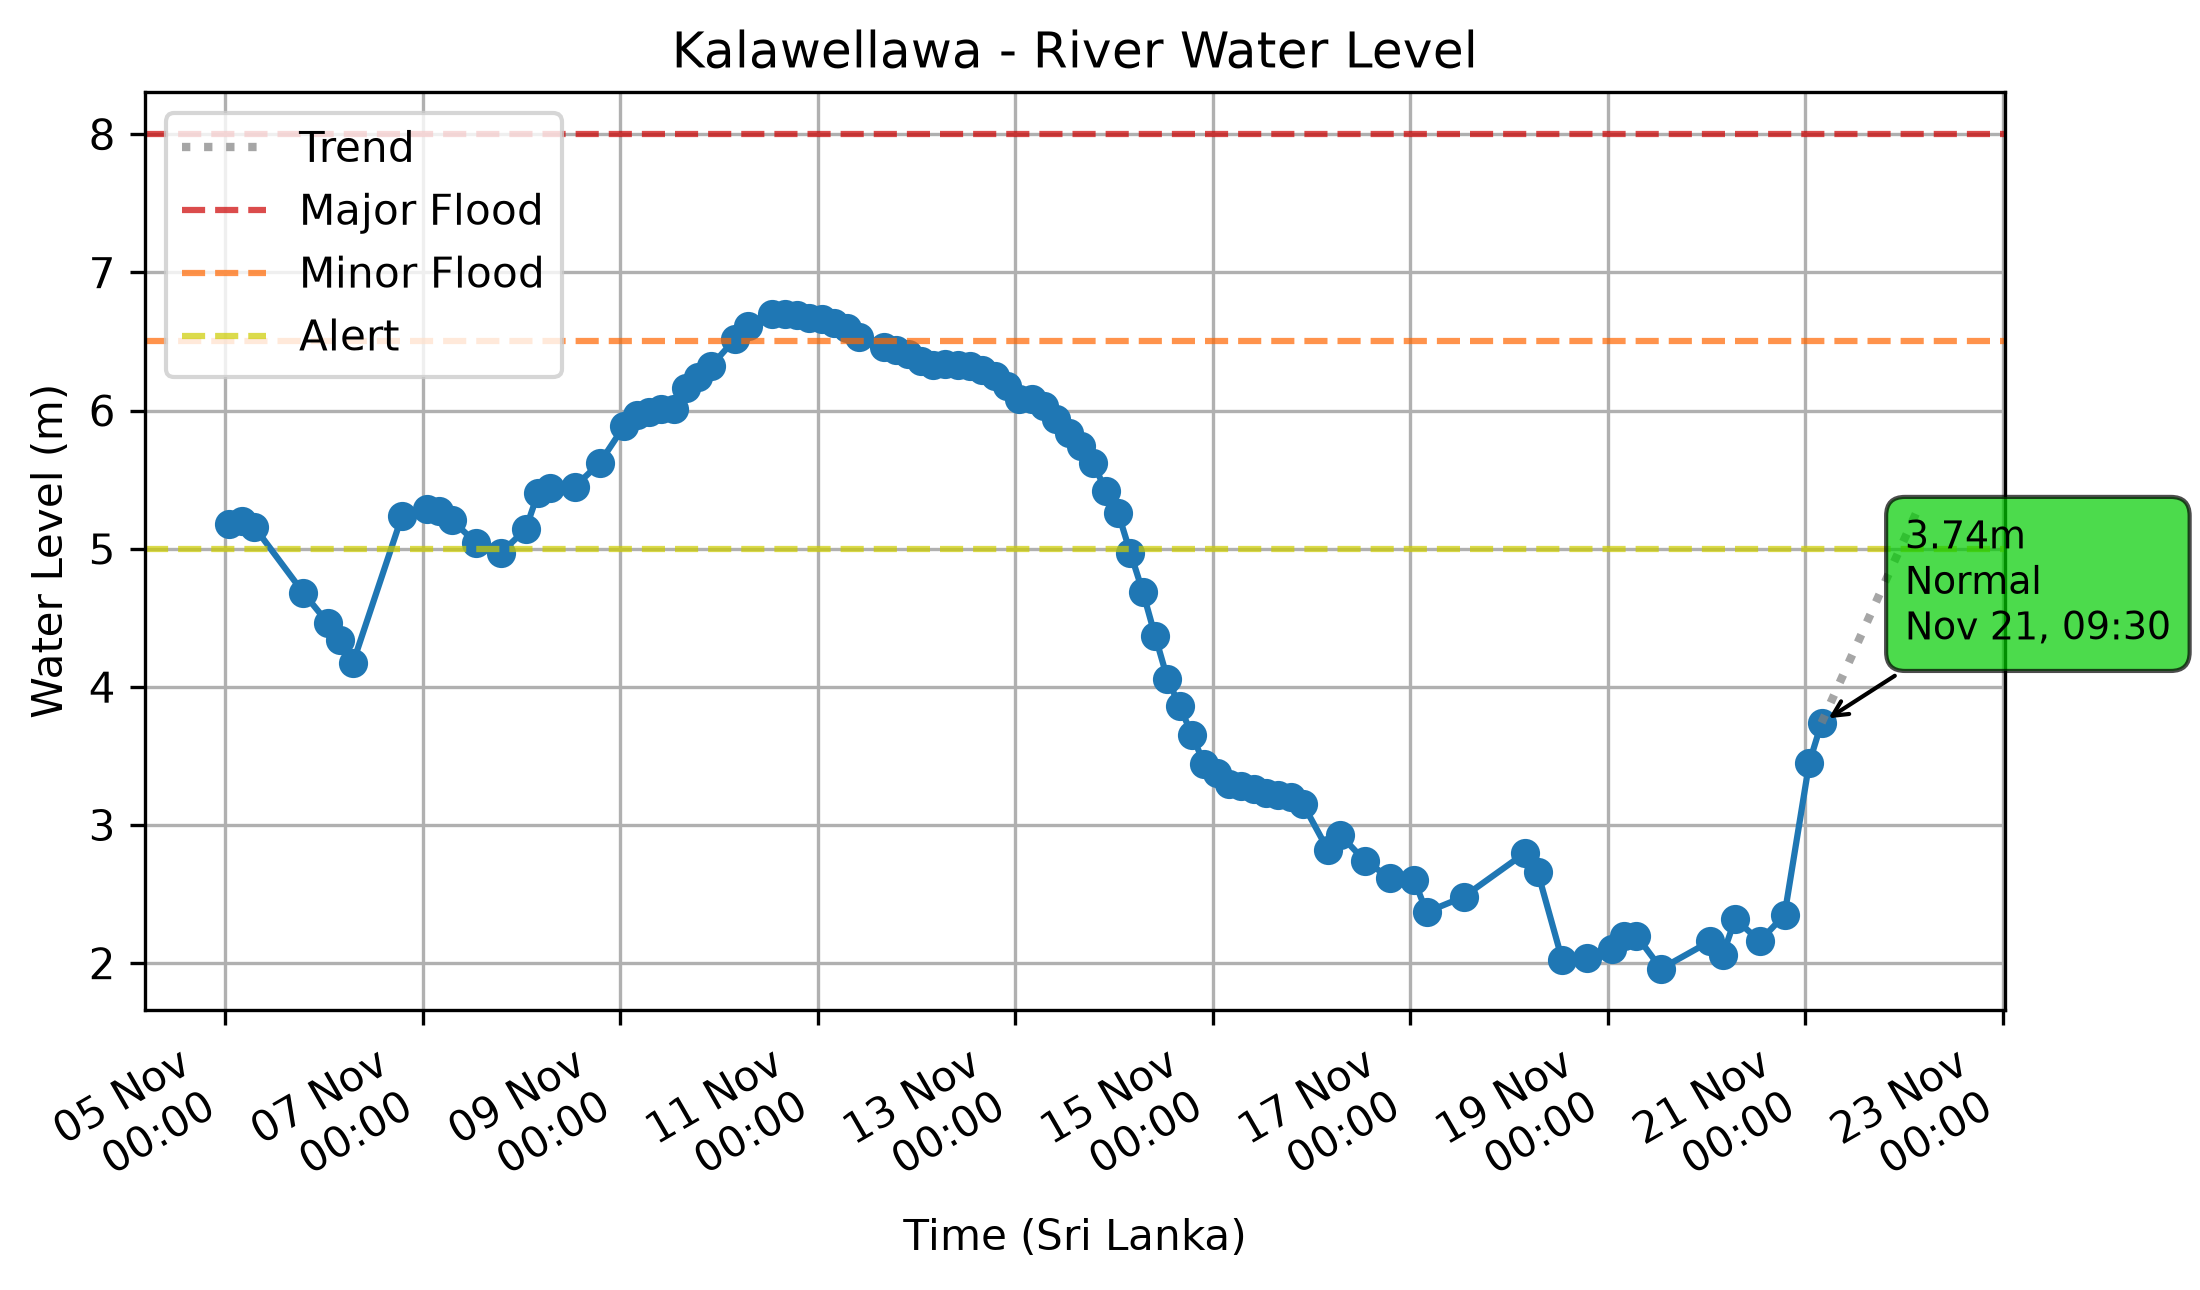 Kalawellawa - River Water Level
Trend
Major Flood
Minor Flood
Alert
8
7
6
5
4
3
2
Water Level (m)
3.74m
Normal
Nov 21, 09:30
05 Nov
00:00
07 Nov
00:00
09 Nov
00:00
11 Nov
00:00
13 Nov
00:00
15 Nov
00:00
17 Nov
00:00
19 Nov
00:00
21 Nov
00:00
23 Nov
00:00
Time (Sri Lanka)